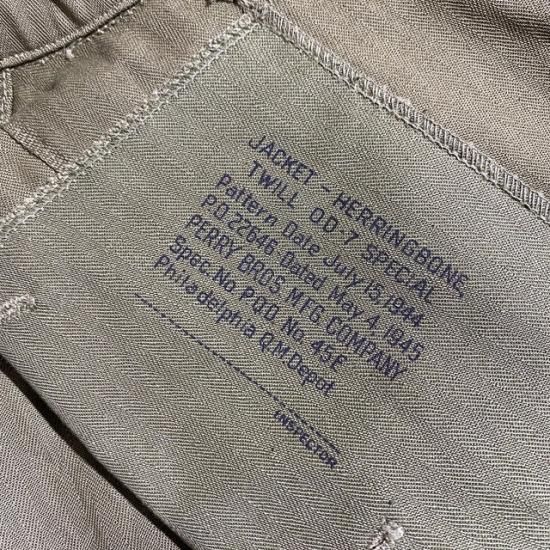 JACKET - HERRINGBONE,
TWILL O.D-7 SPECIAL
Pattern Date July 15, 1944
P.O. 22646 Dated May 4, 1945
PERRY BROS MFG COMPANY
Spec. No P.Q.D. No. 45E
Philadelphia Q.M. Depot
INSPECTOR